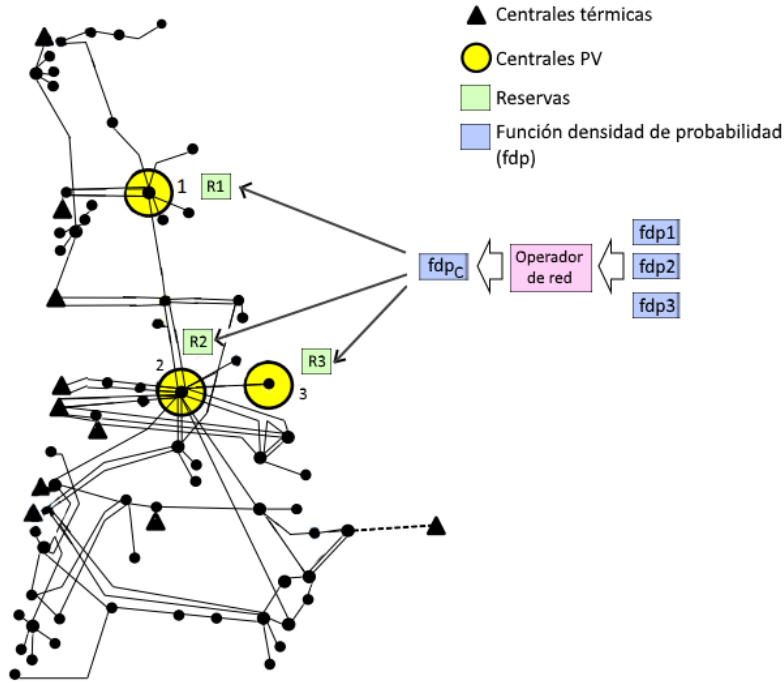 Centrales térmicas
Centrales PV
Reservas
Función densidad de probabilidad
(fdp)
1
R1
fdp1
fdp2
fdp3
Operador
de red
fdpC
R2
R3
2
3